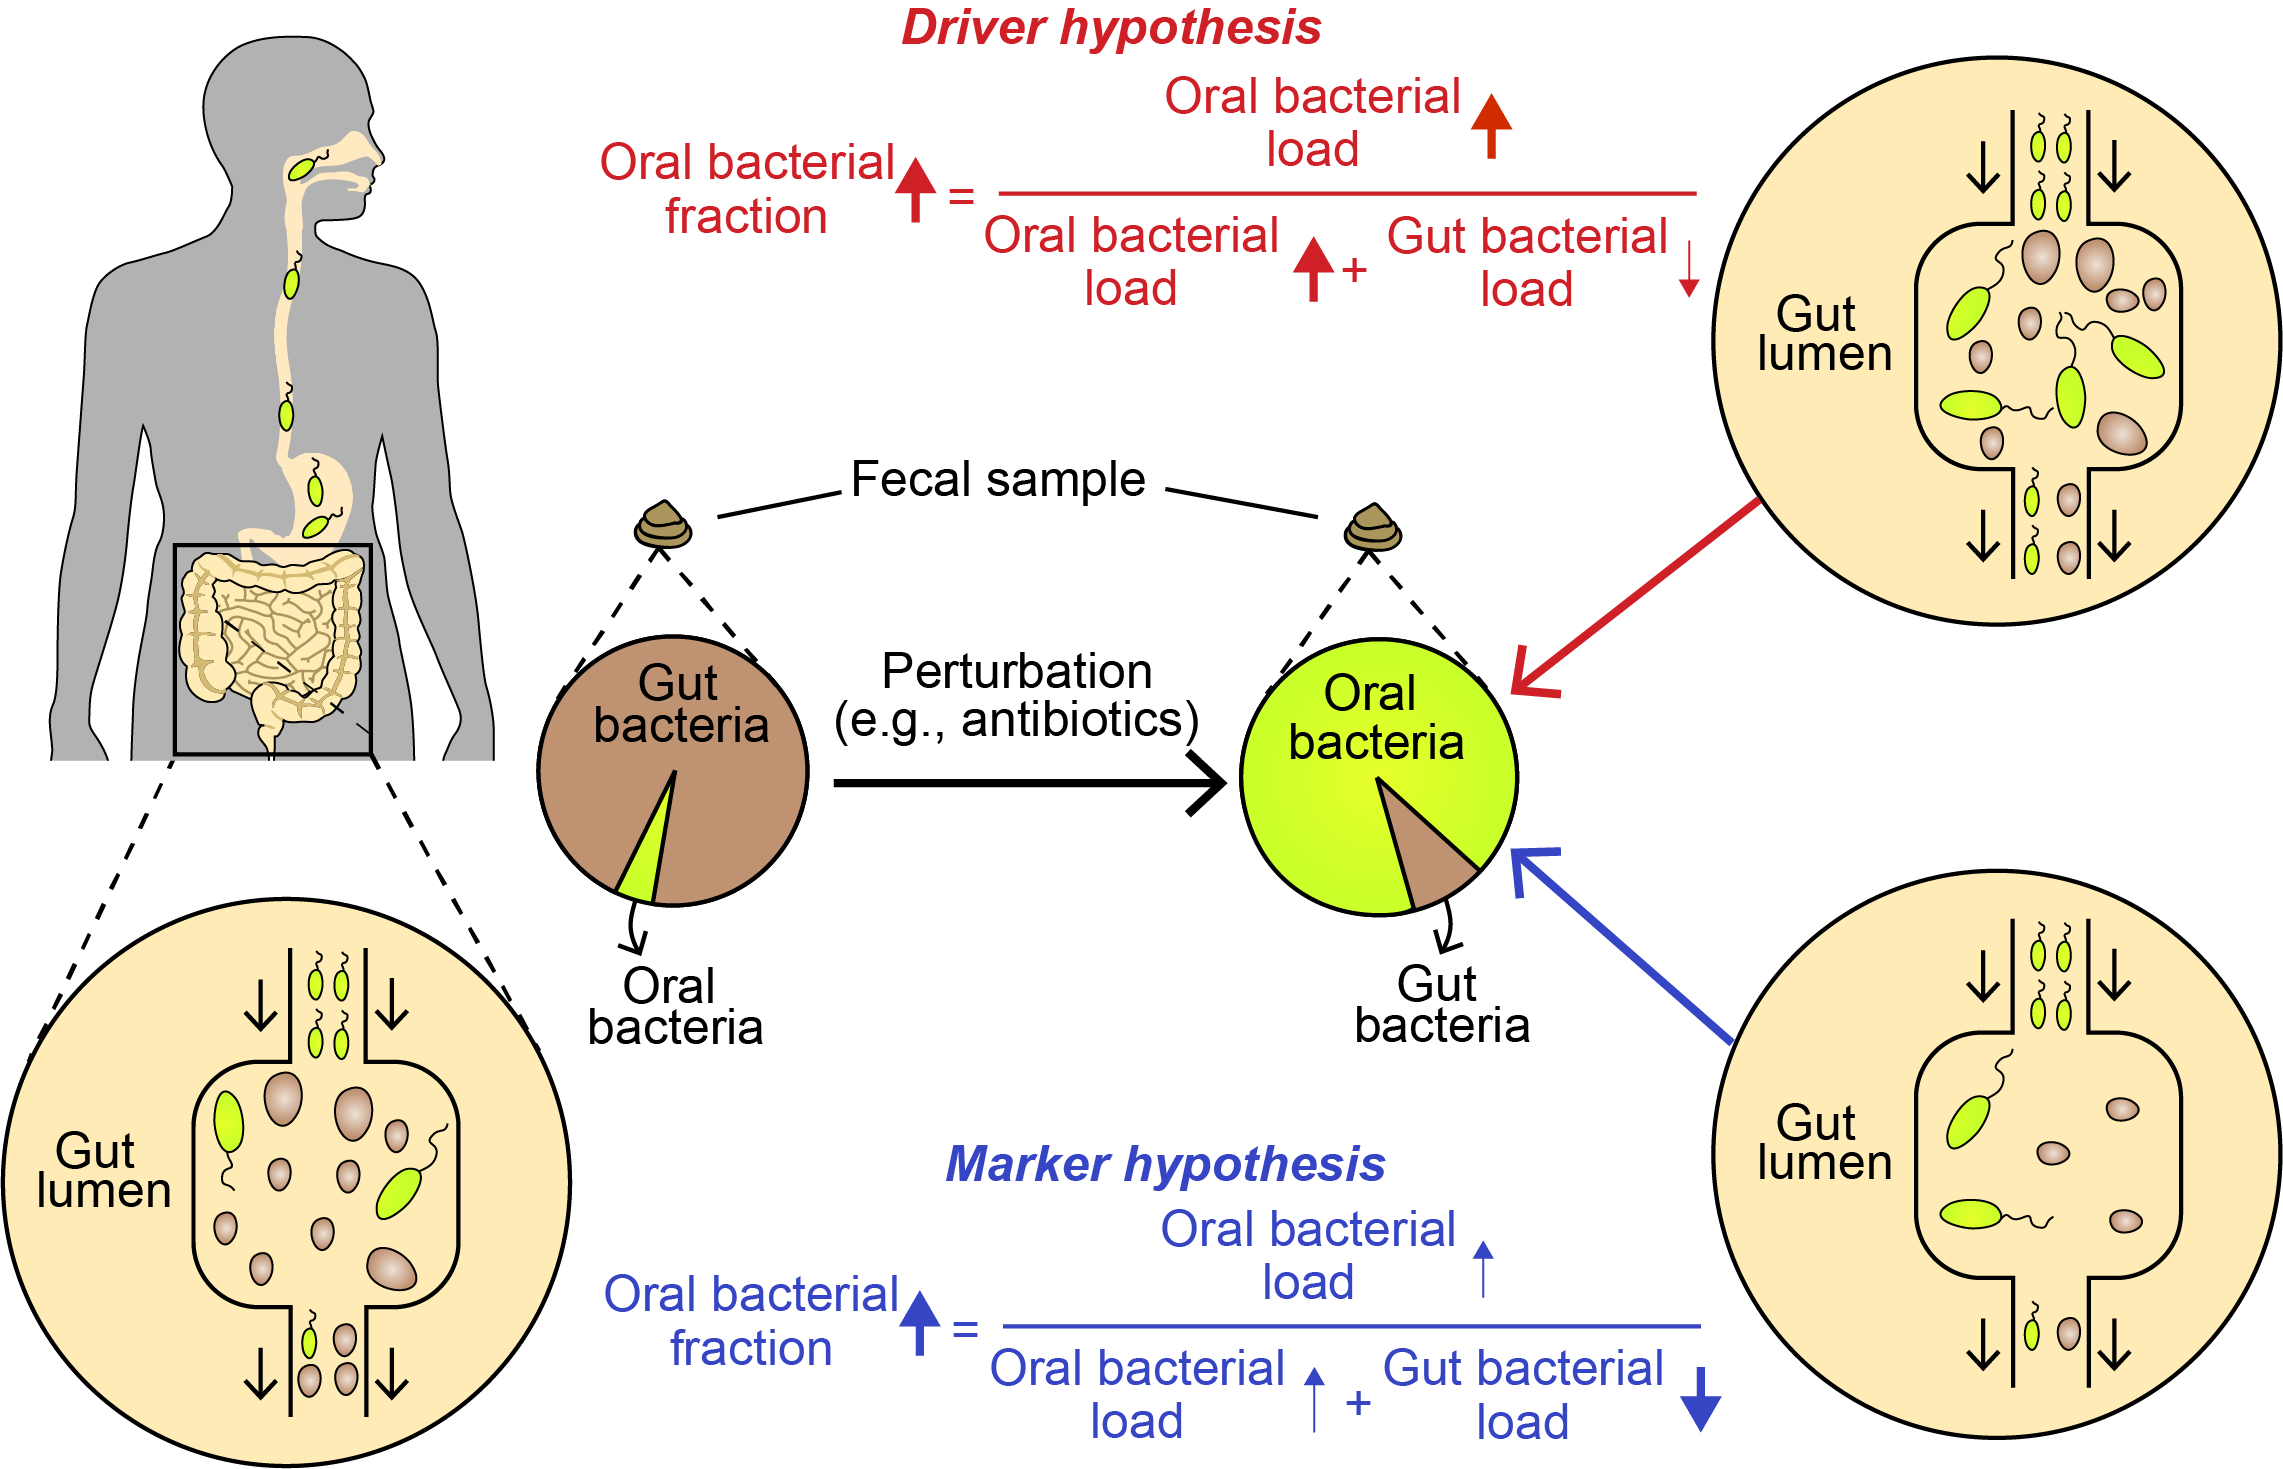 Driver hypothesis
Oral bacterial
load
Oral bacterial
fraction
=
Oral bacterial
load
+
Gut bacterial
load
Gut
lumen
Fecal sample
Gut
bacteria
Perturbation
(e.g., antibiotics)
Oral
bacteria
Oral
bacteria
Gut
bacteria
Gut
lumen
Gut
lumen
Marker hypothesis
Oral bacterial
load
Oral bacterial
fraction
=
Oral bacterial
load
+
Gut bacterial
load